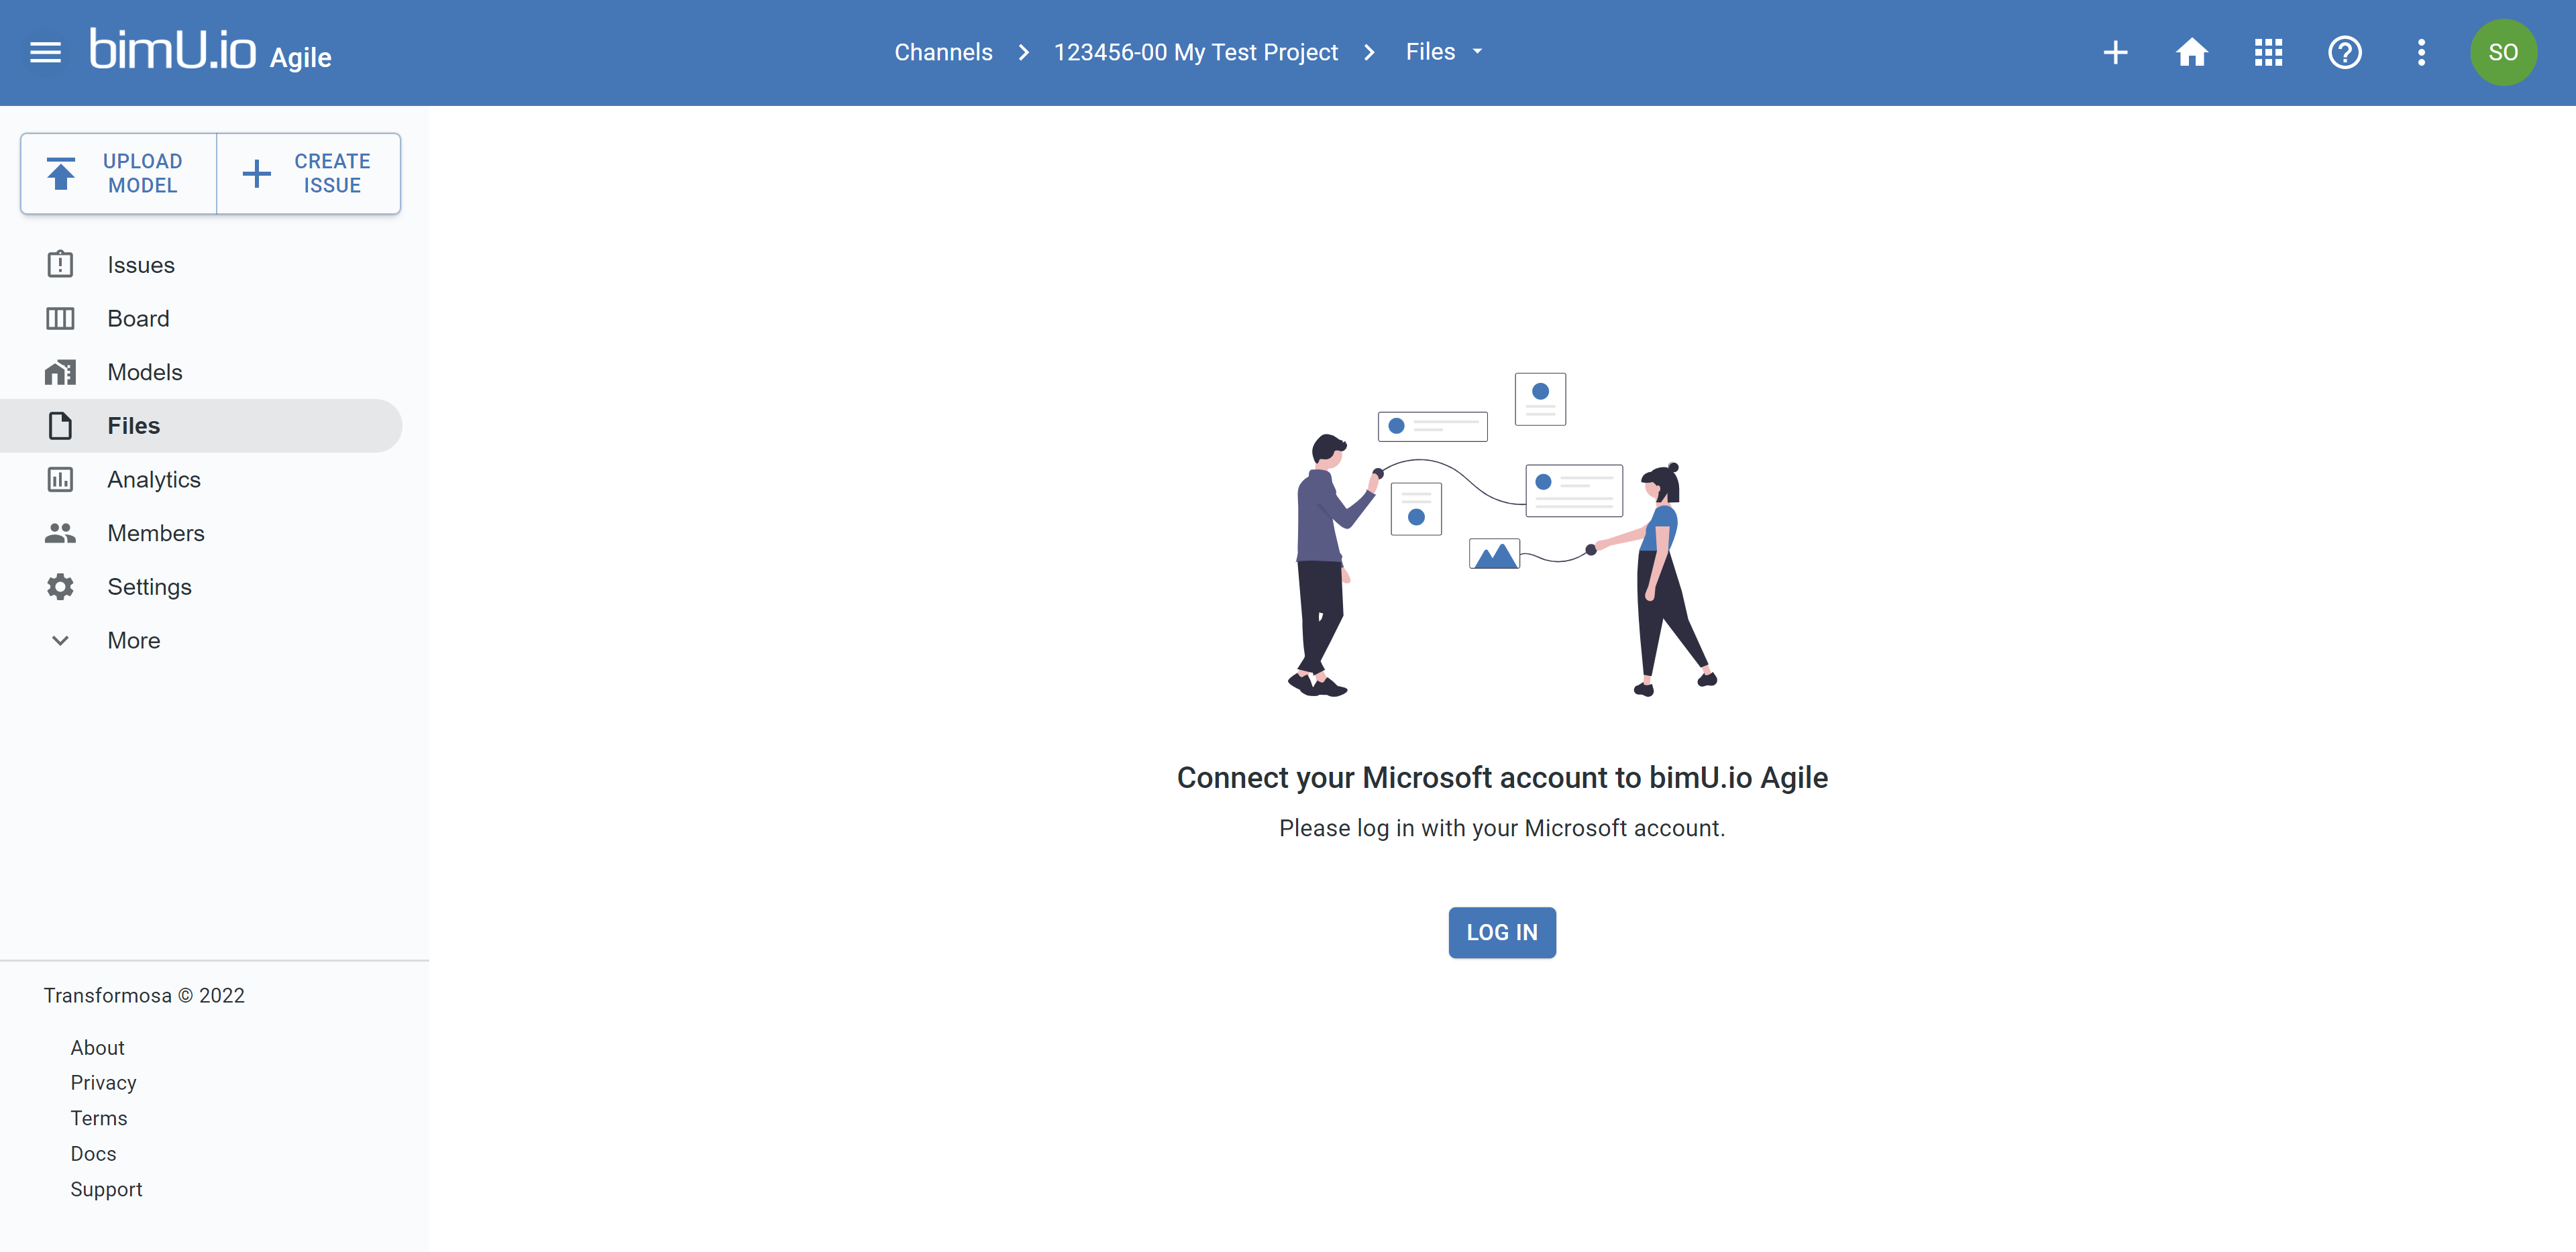 bimU.io Agile
Channels
123456-00 My Test Project
Files
SO
UPLOAD
MODEL
CREATE
ISSUE
Issues
Board
Models
Files
Analytics
Members
Settings
More
Connect your Microsoft account to bimU.io Agile
Please log in with your Microsoft account.
LOG IN
Transformosa © 2022
About
Privacy
Terms
Docs
Support